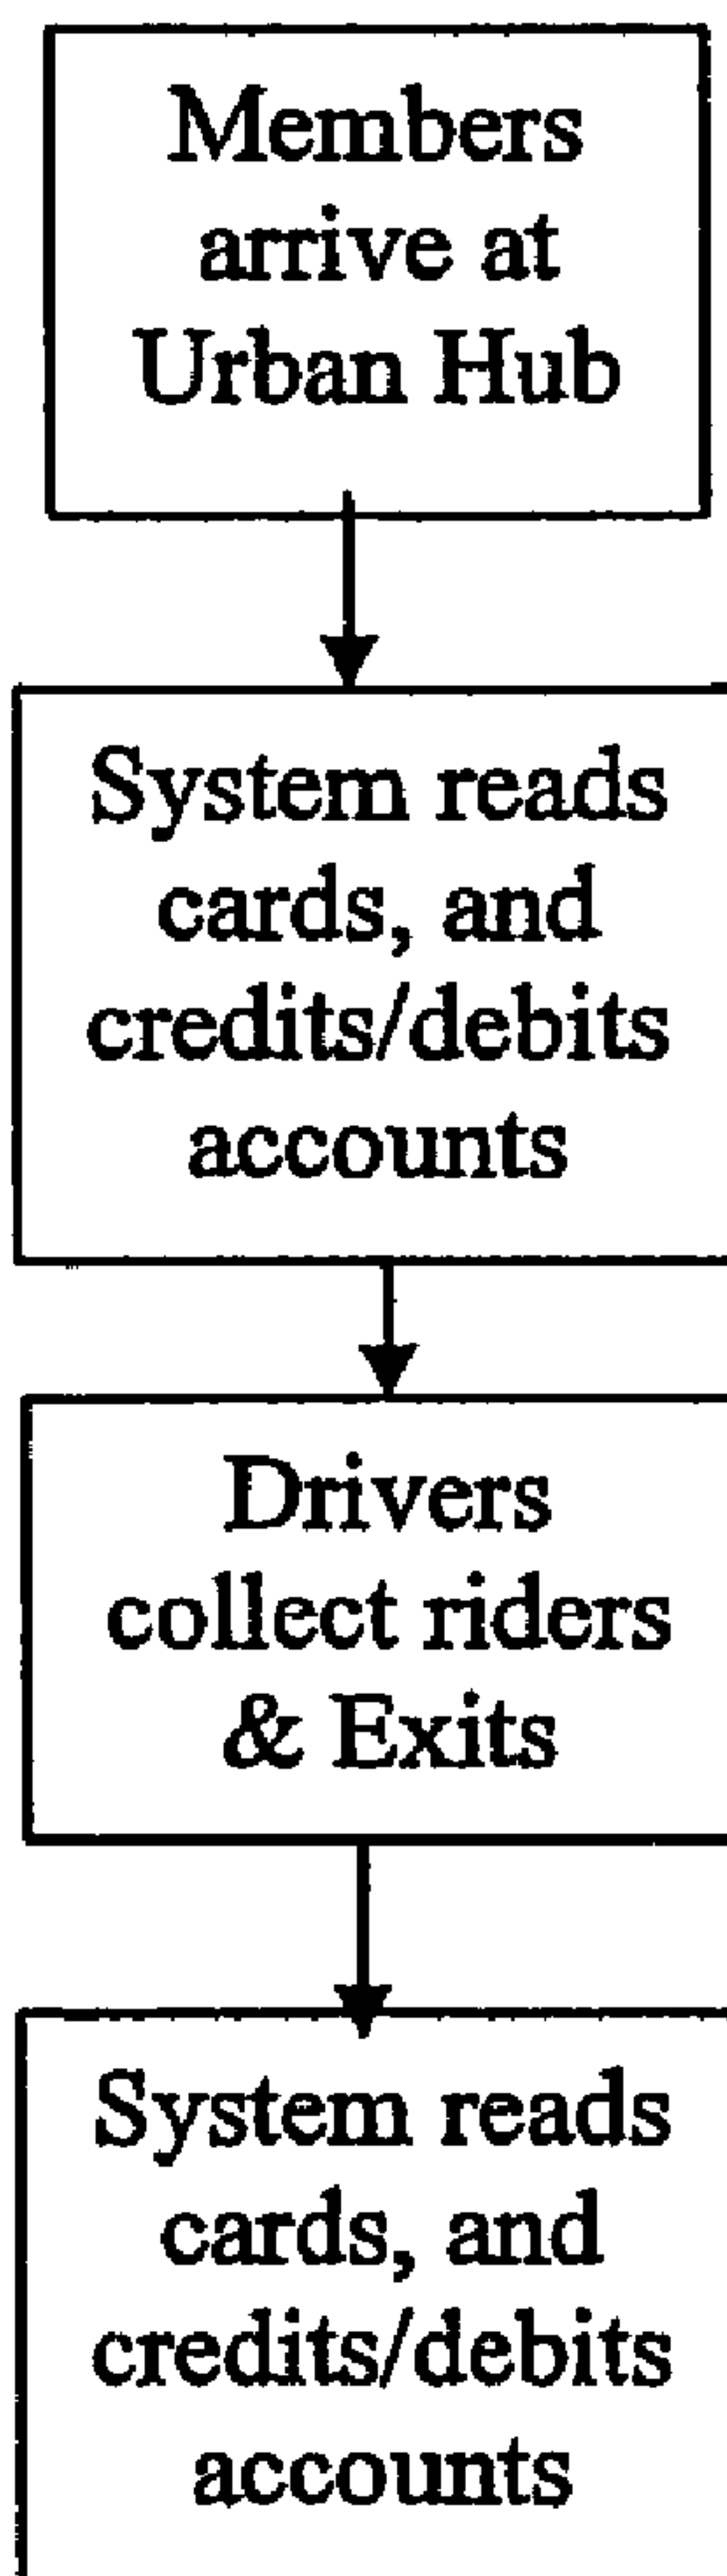 Members
arrive at
Urban Hub
System reads
cards, and
credits/debits
accounts
Drivers
collect riders
& Exits
System reads
cards, and
credits/debits
accounts